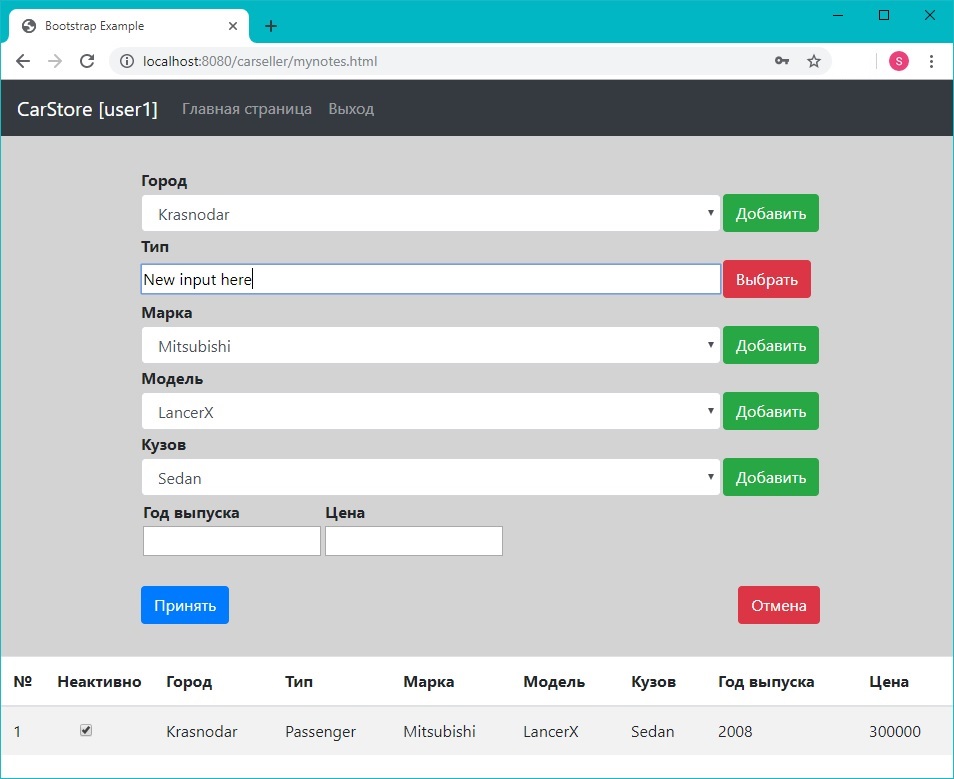 Bootstrap Example
localhost:8080/carseller/mynotes.html
S
CarStore [user1] Главная страница Выход
Город
Krasnodar Добавить
Тип
New input here Выбрать
Марка
Mitsubishi Добавить
Модель
LancerX Добавить
Кузов
Sedan Добавить
Год выпуска Цена
Принять Отмена
№ Неактивно Город Тип Марка Модель Кузов Год выпуска Цена
1 Krasnodar Passenger Mitsubishi LancerX Sedan 2008 300000